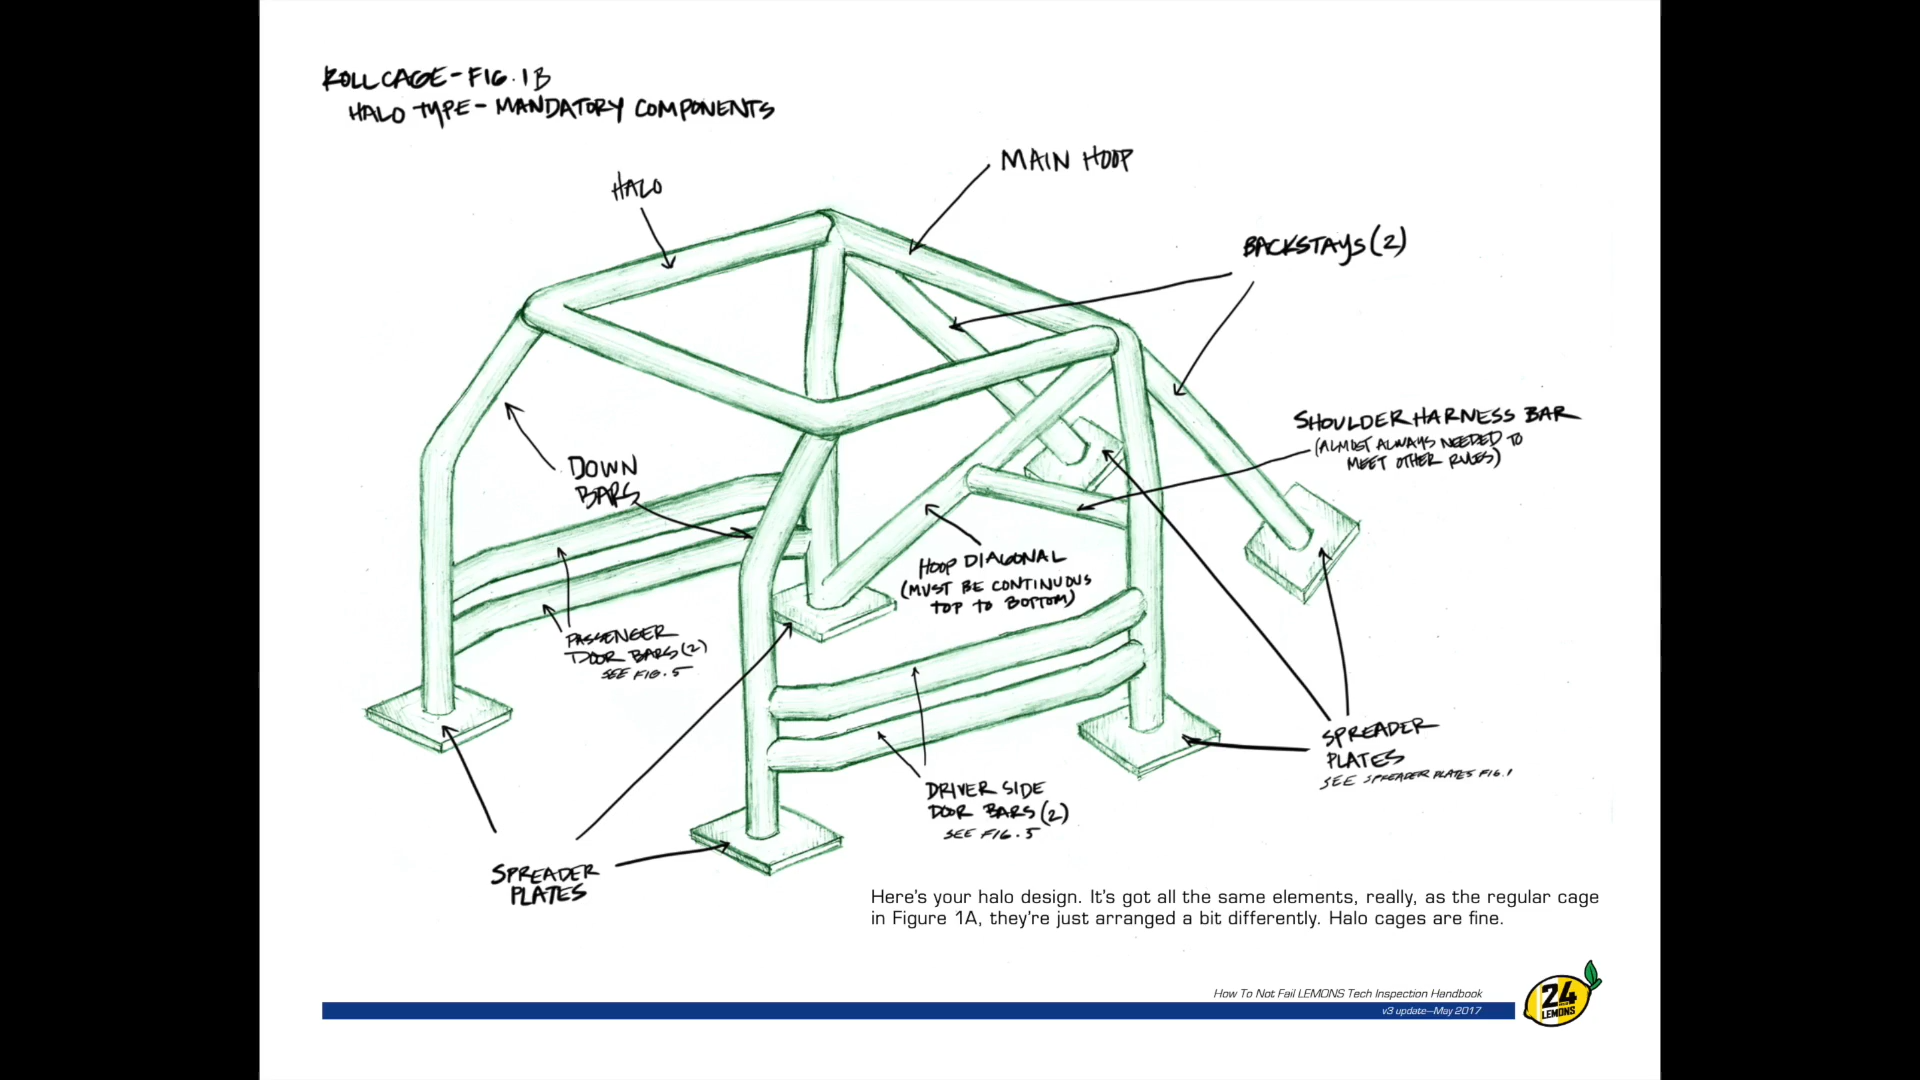 ROLL CAGE - FIG. 1B
HALO TYPE - MANDATORY COMPONENTS
HALO
MAIN HOOP
BACKSTAYS (2)
SHOULDER HARNESS BAR
(ALMOST ALWAYS NEEDED TO
MEET OTHER RULES)
DOWN
BARS
HOOP DIAGONAL
(MUST BE CONTINUOUS
TOP TO BOTTOM)
PASSENGER
DOOR BARS (2)
SEE FIG. 5
SPREADER
PLATES
SEE SPREADER PLATES FIG. 1
DRIVER SIDE
DOOR BARS (2)
SEE FIG. 5
SPREADER
PLATES
Here's your halo design. It's got all the same elements, really, as the regular cage
in Figure 1A, they're just arranged a bit differently. Halo cages are fine.
How To Not Fail LEMONS Tech Inspection Handbook
v3 update—May 2017
24
LEMONS